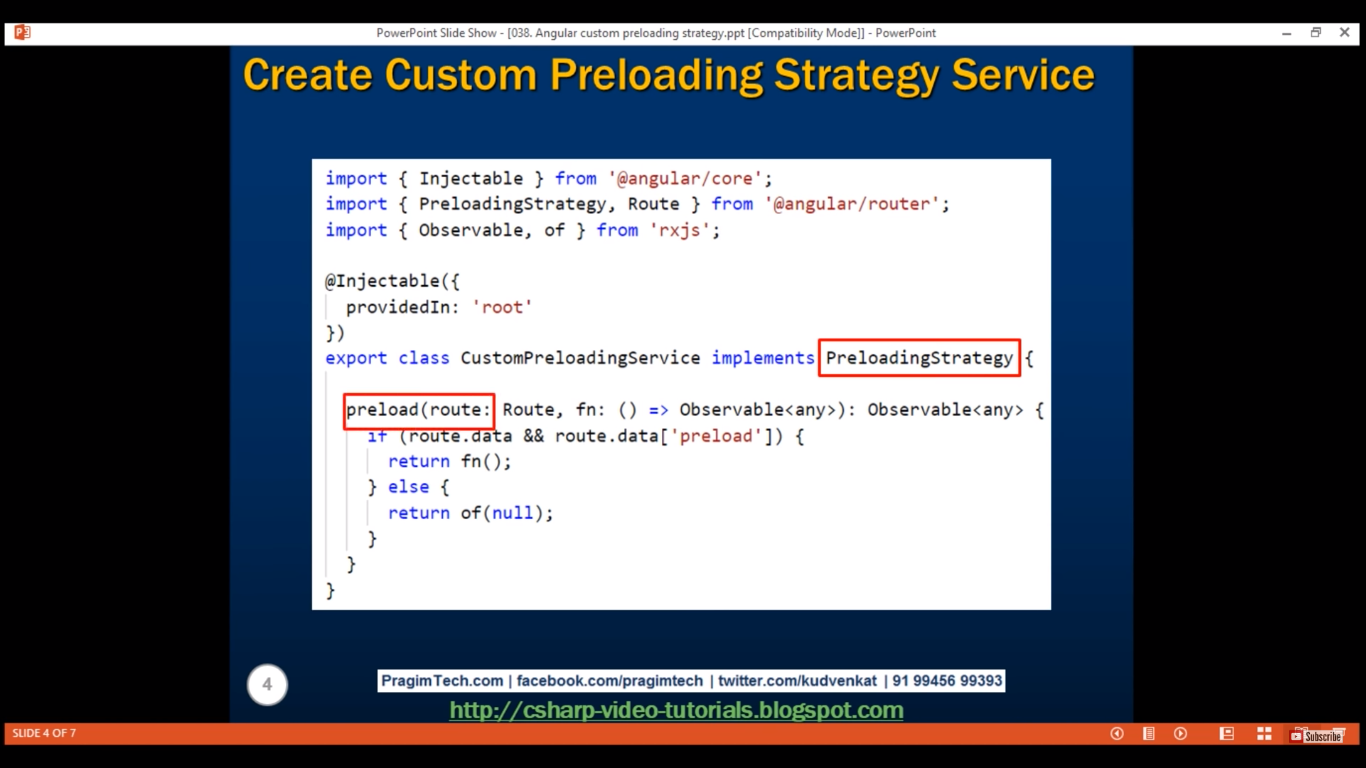 PowerPoint Slide Show - [038. Angular custom preloading strategy.ppt [Compatibility Mode]] - PowerPoint
Create Custom Preloading Strategy Service
import { Injectable } from '@angular/core';
import { PreloadingStrategy, Route } from '@angular/router';
import { Observable, of } from 'rxjs';
@Injectable({
providedIn: 'root'
})
export class CustomPreloadingService implements PreloadingStrategy {
preload(route: Route, fn: () => Observable<any>): Observable<any> {
if (route.data && route.data['preload']) {
return fn();
} else {
return of(null);
}
}
}
4
PragimTech.com | facebook.com/pragimtech | twitter.com/kudvenkat | 91 99456 99393
http://csharp-video-tutorials.blogspot.com
SLIDE 4 OF 7
Subscribe